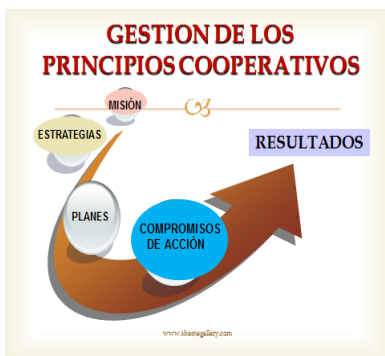 GESTION DE LOS
PRINCIPIOS COOPERATIVOS
MISIÓN
ESTRATEGIAS
RESULTADOS
PLANES
COMPROMISOS
DE ACCIÓN
www.themegallery.com